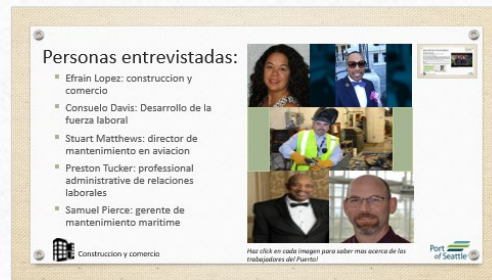 Personas entrevistadas:
Efrain Lopez: construccion y
comercio
Consuelo Davis: Desarrollo de la
fuerza laboral
Stuart Matthews: director de
mantenimiento en aviacion
Preston Tucker: professional
administrative de relaciones
laborales
Samuel Pierce: gerente de
mantenimiento maritime
Construccion y comercio
Haz click en cada imagen para saber mas acerca de los
trabajadores del Puerto!
Port
of Seattle